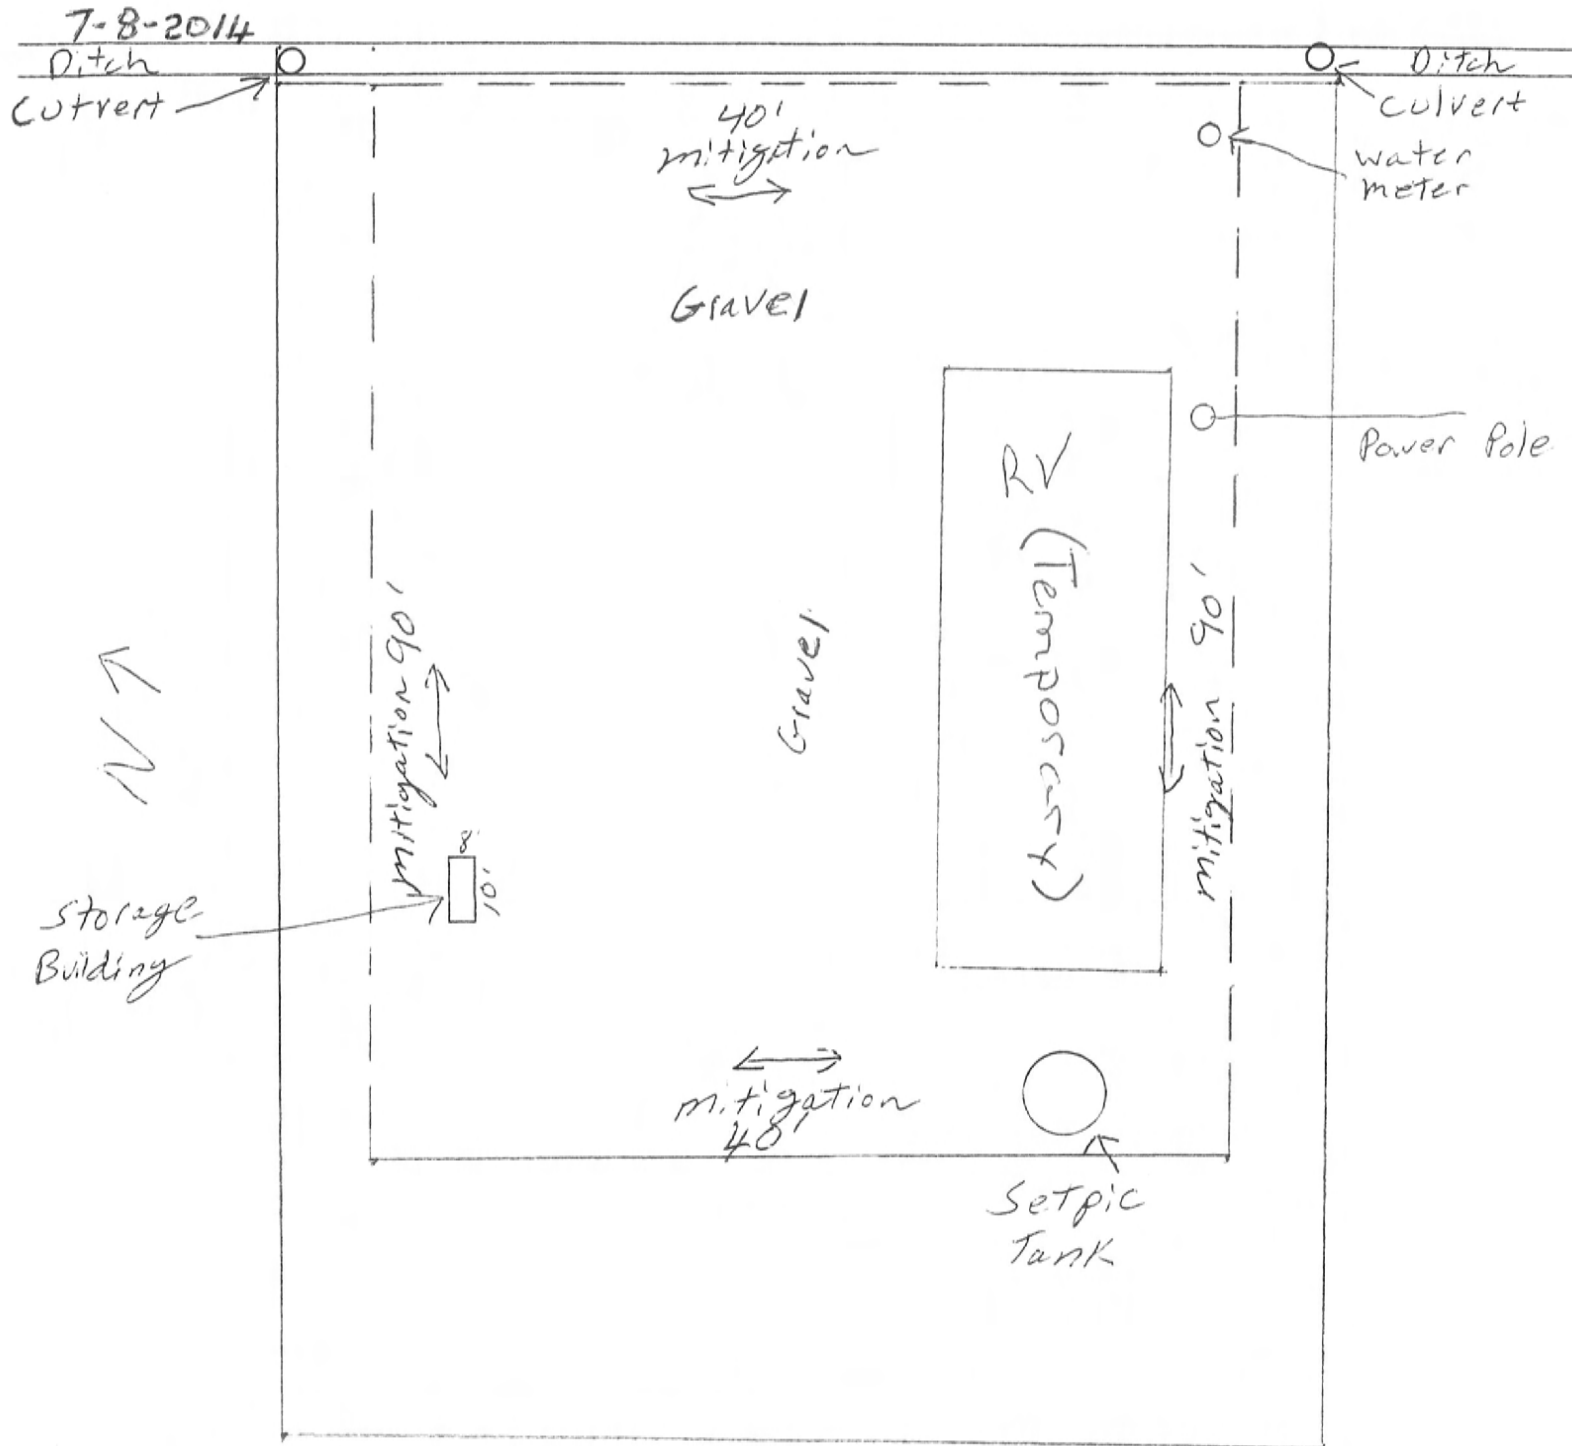 7-8-2014
Ditch
Ditch
Cutvert
culvert
40'
mitigation
water
meter
Gravel
Power Pole
RV (Temporary)
mitigation 90'
mitigation 90'
Gravel
N
8'
10'
Storage
Building
mitigation
40'
Setpic
Tank